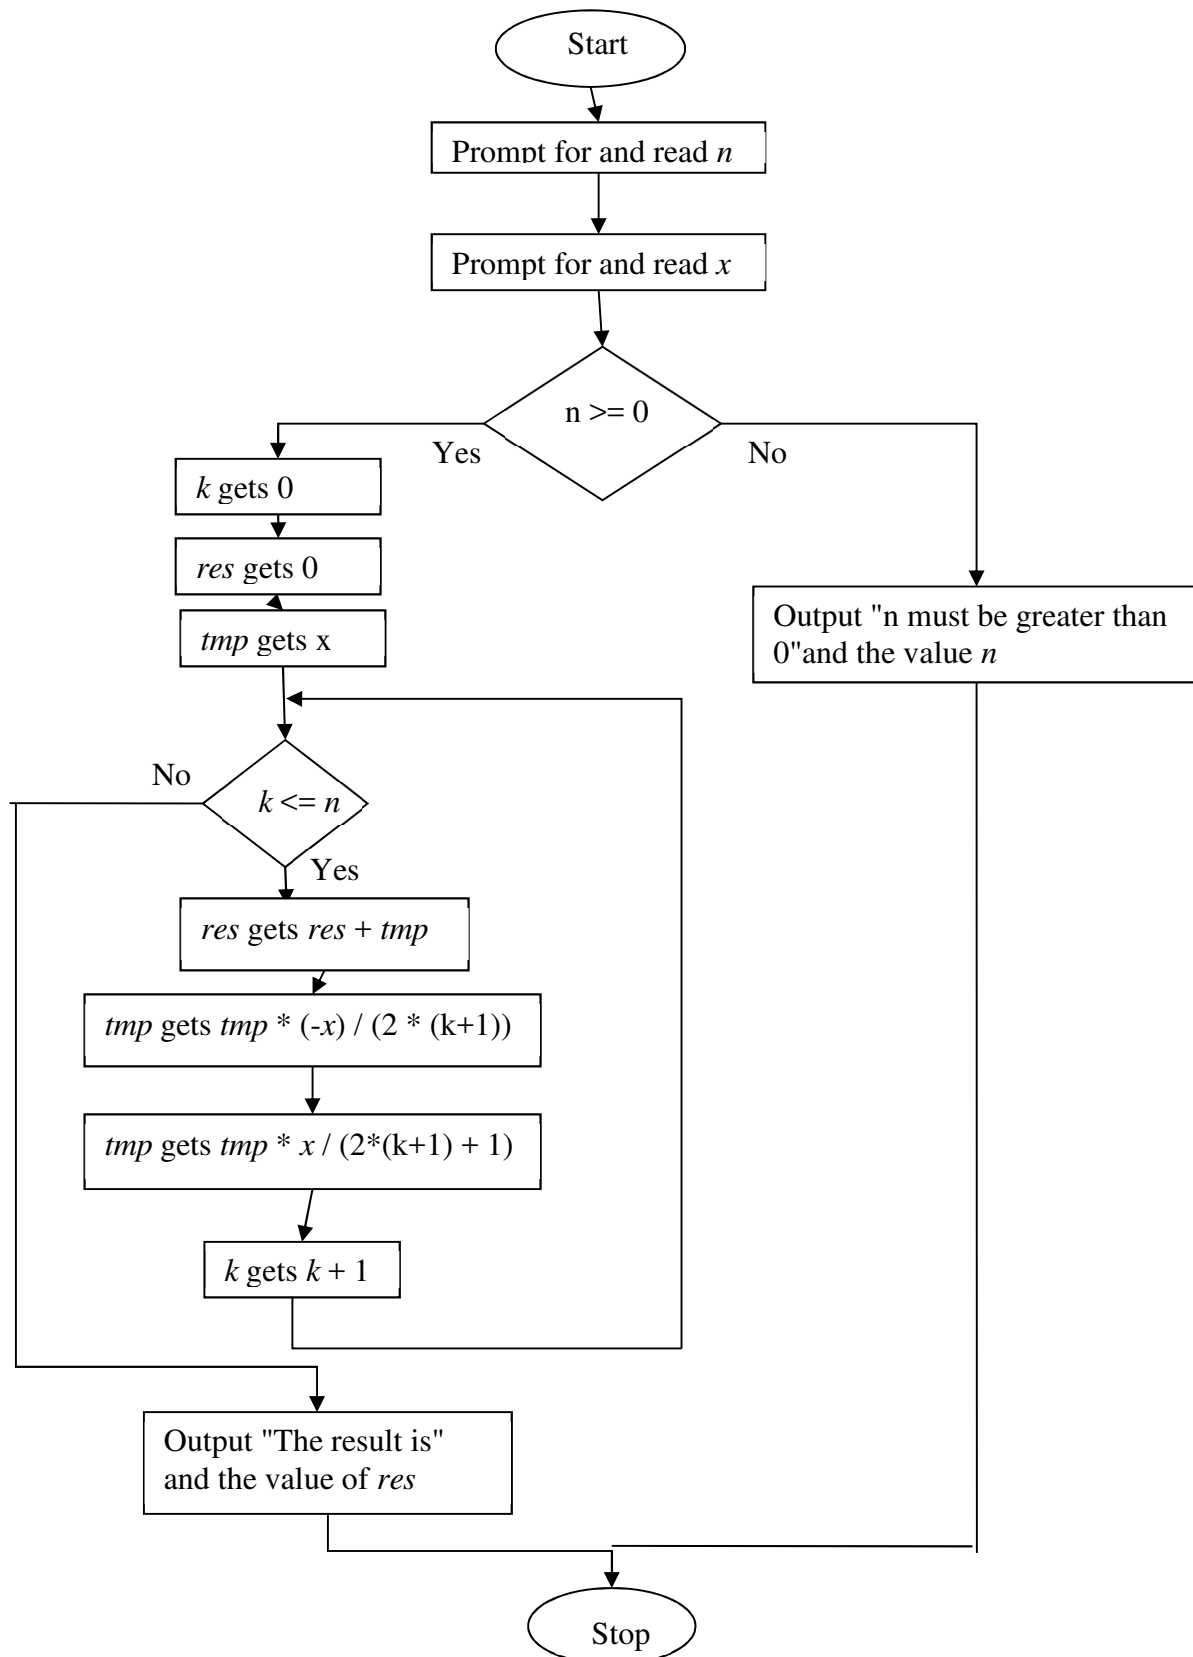 Start
Prompt for and read n
Prompt for and read x
n >= 0
Yes
No
k gets 0
res gets 0
tmp gets x
Output "n must be greater than
0"and the value n
No
k <= n
Yes
res gets res + tmp
tmp gets tmp * (-x) / (2 * (k+1))
tmp gets tmp * x / (2*(k+1) + 1)
k gets k + 1
Output "The result is"
and the value of res
Stop